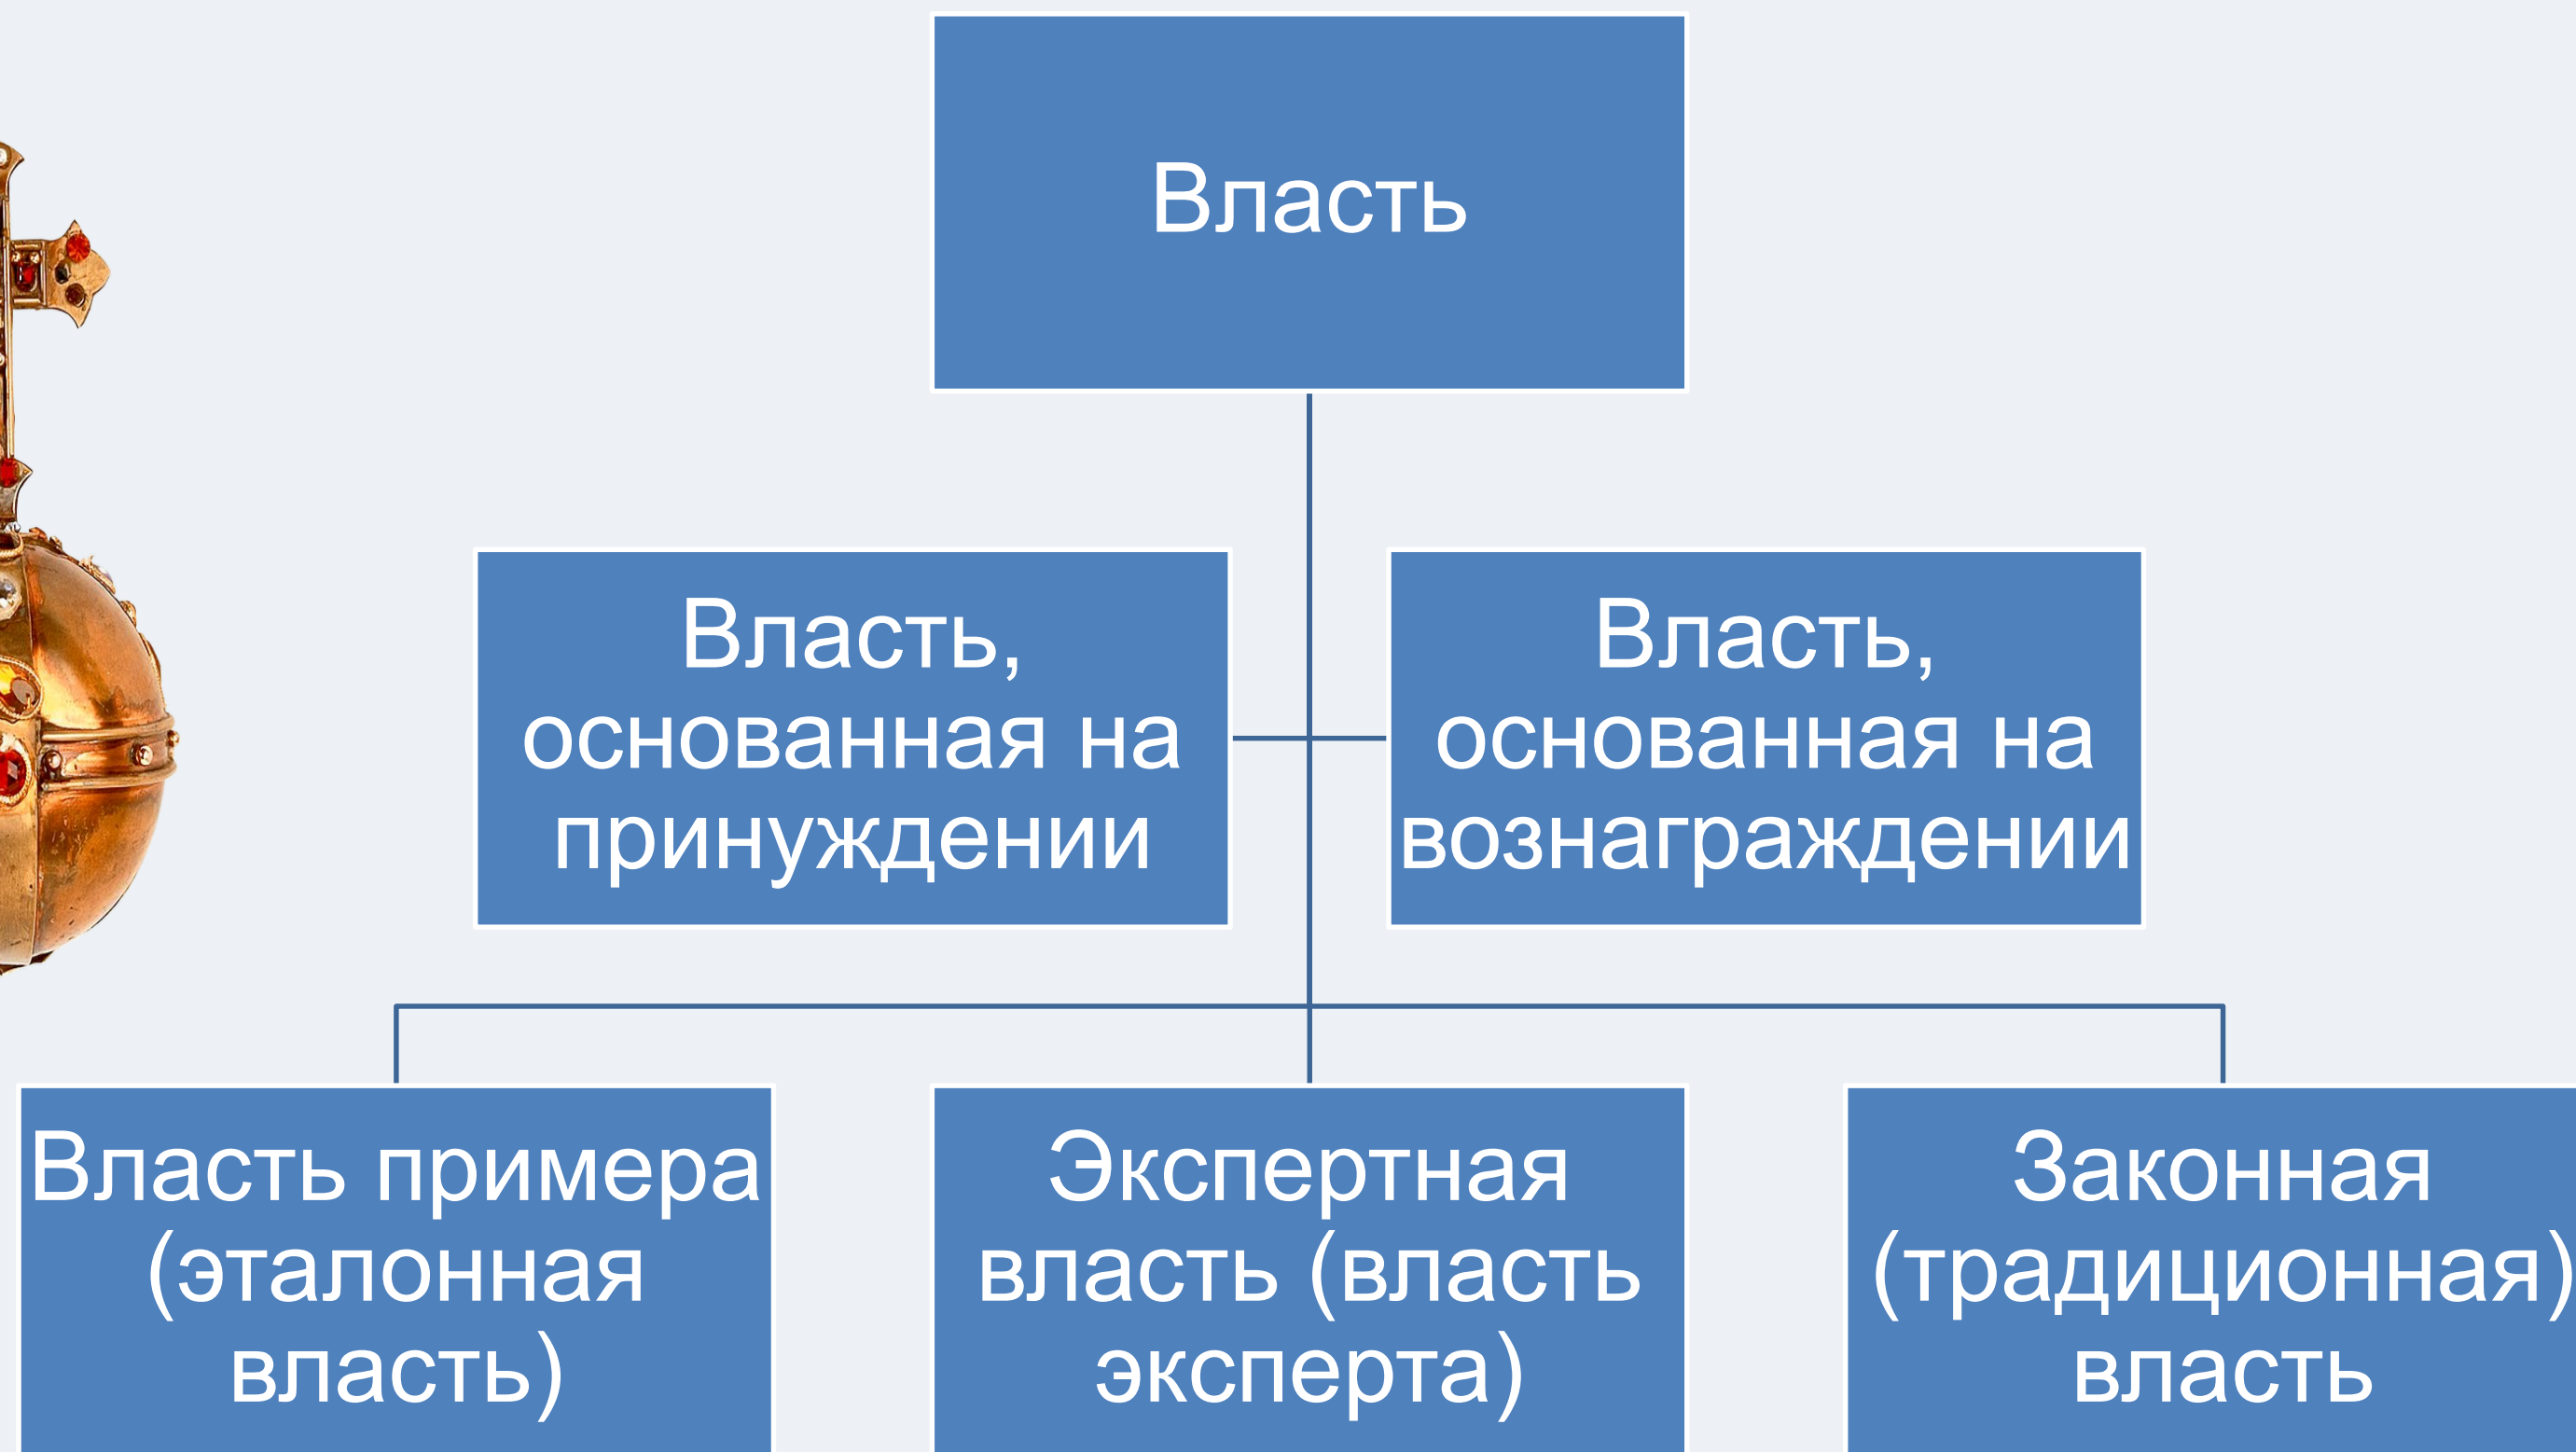 Власть
Власть,
основанная на
принуждении
Власть,
основанная на
вознаграждении
Власть примера
(эталонная
власть)
Экспертная
власть (власть
эксперта)
Законная
(традиционная)
власть